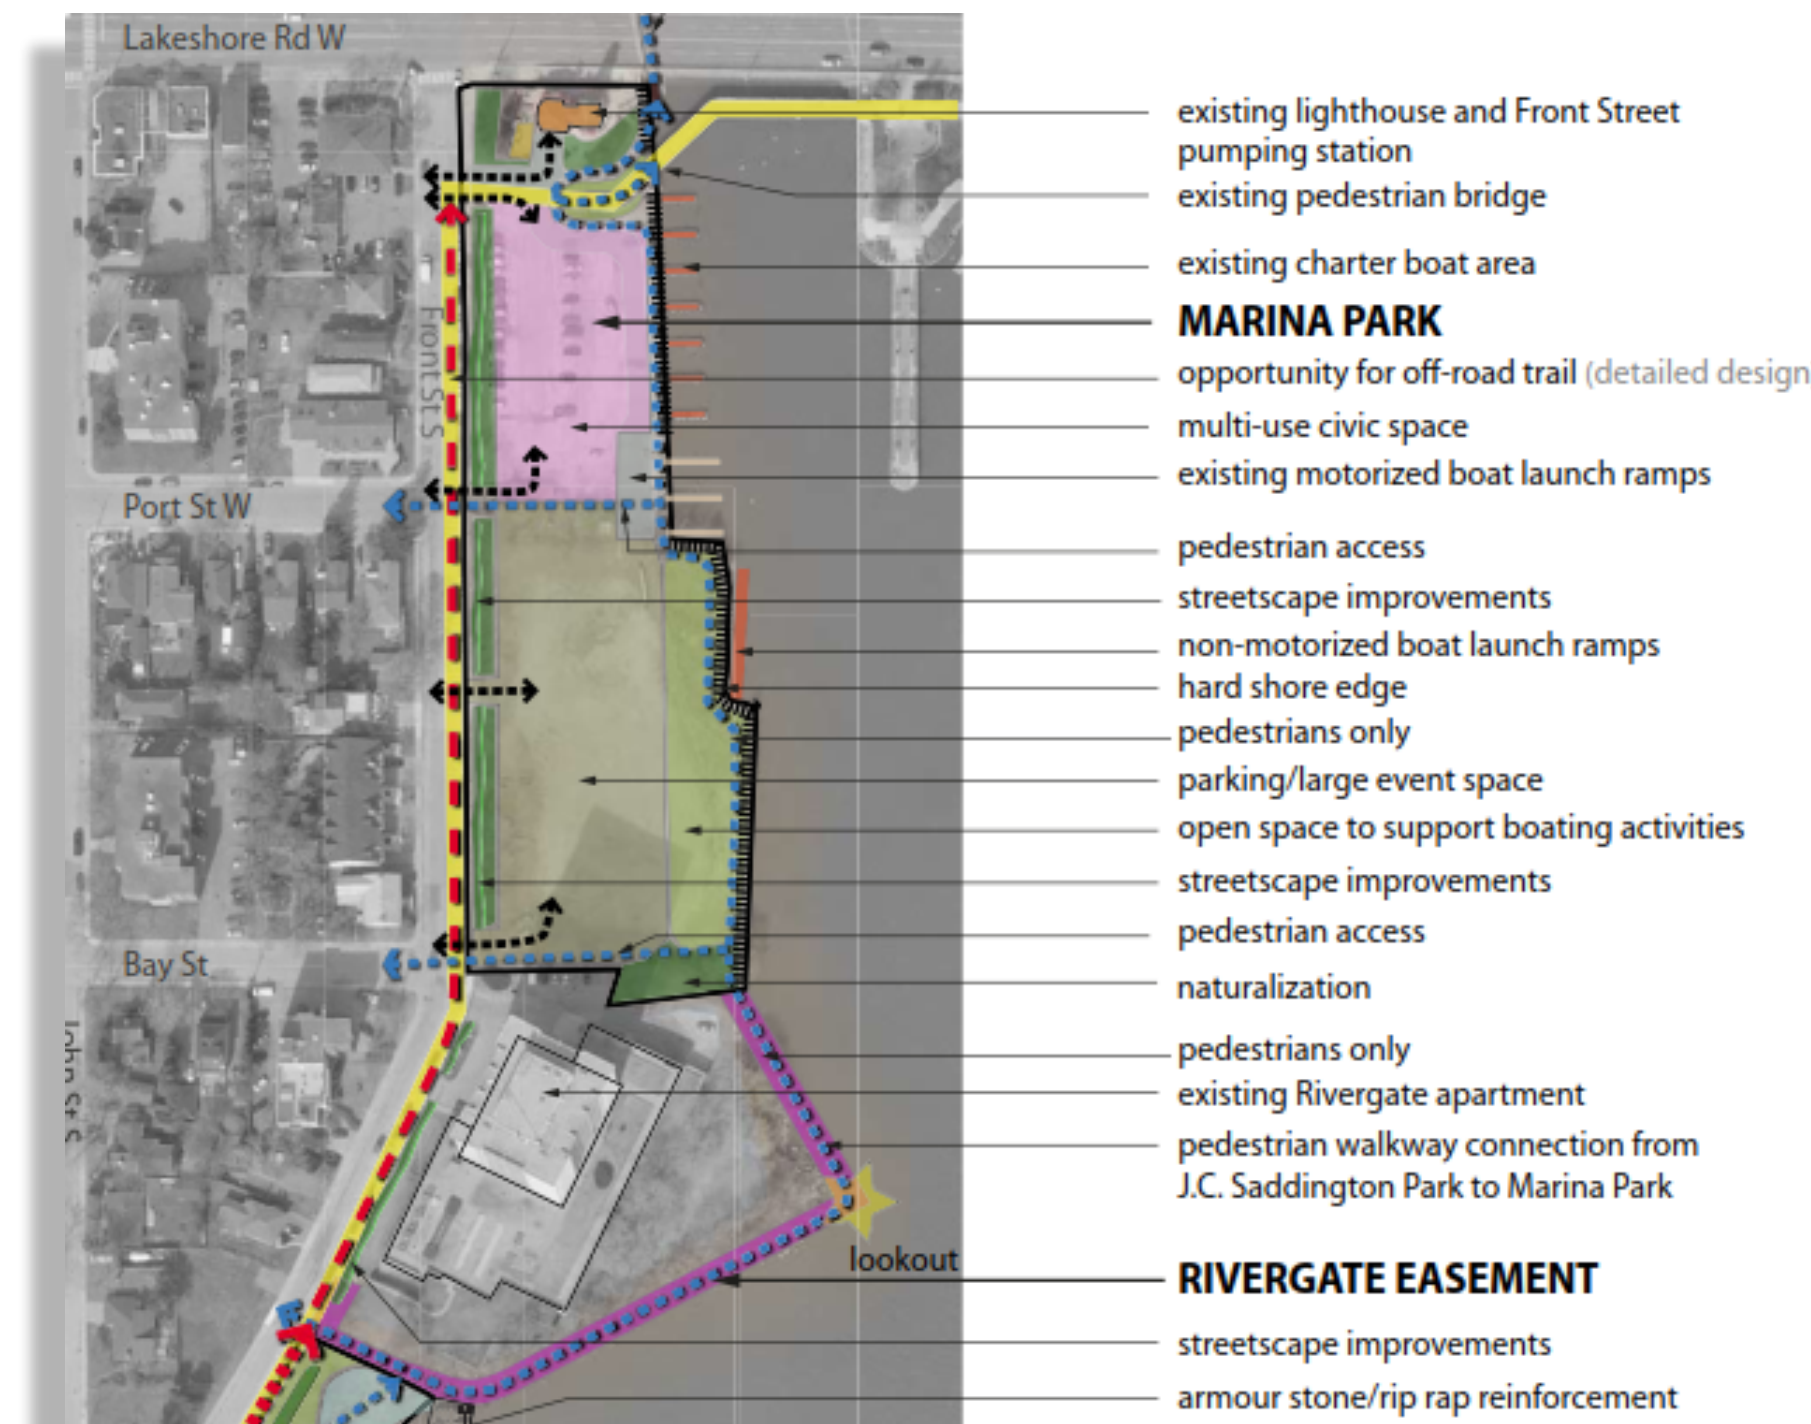 Lakeshore Rd W
existing lighthouse and Front Street
pumping station
existing pedestrian bridge
existing charter boat area
MARINA PARK
Front St. S
opportunity for off-road trail (detailed design
multi-use civic space
existing motorized boat launch ramps
Port St W
pedestrian access
streetscape improvements
non-motorized boat launch ramps
hard shore edge
pedestrians only
parking/large event space
open space to support boating activities
streetscape improvements
pedestrian access
Bay St
naturalization
John St S
pedestrians only
existing Rivergate apartment
pedestrian walkway connection from
J.C. Saddington Park to Marina Park
lookout
RIVERGATE EASEMENT
streetscape improvements
armour stone/rip rap reinforcement